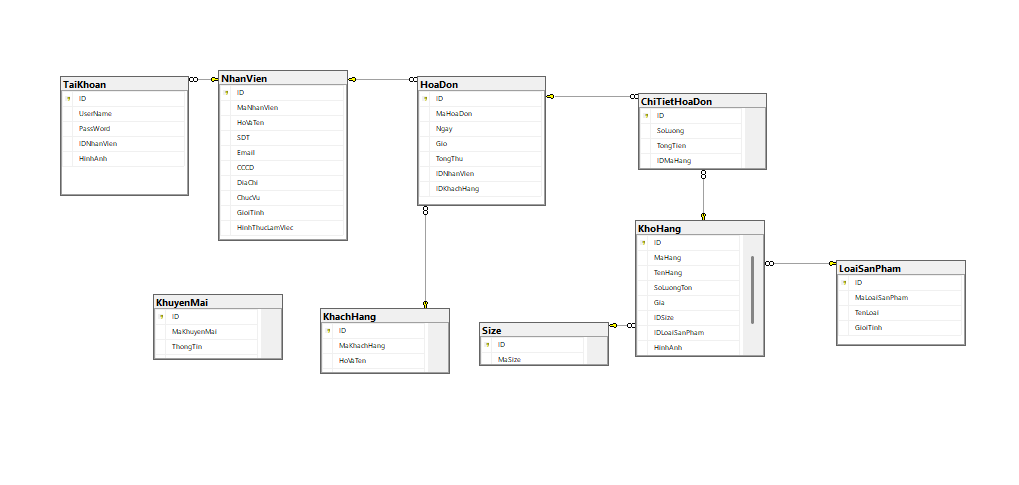 TaiKhoan
ID
UserName
PassWord
IDNhanVien
HinhAnh
NhanVien
ID
MaNhanVien
HoVaTen
SDT
Email
CCCD
DiaChi
ChucVu
GioiTinh
HinhThucLamViec
HoaDon
ID
MaHoaDon
Ngay
Gio
TongThu
IDNhanVien
IDKhachHang
ChiTietHoaDon
ID
SoLuong
TongTien
IDMaHang
KhoHang
ID
MaHang
TenHang
SoLuongTon
Gia
IDSize
IDLoaiSanPham
HinhAnh
LoaiSanPham
ID
MaLoaiSanPham
TenLoai
GioiTinh
KhuyenMai
ID
MaKhuyenMai
ThongTin
KhachHang
ID
MaKhachHang
HoVaTen
Size
ID
MaSize